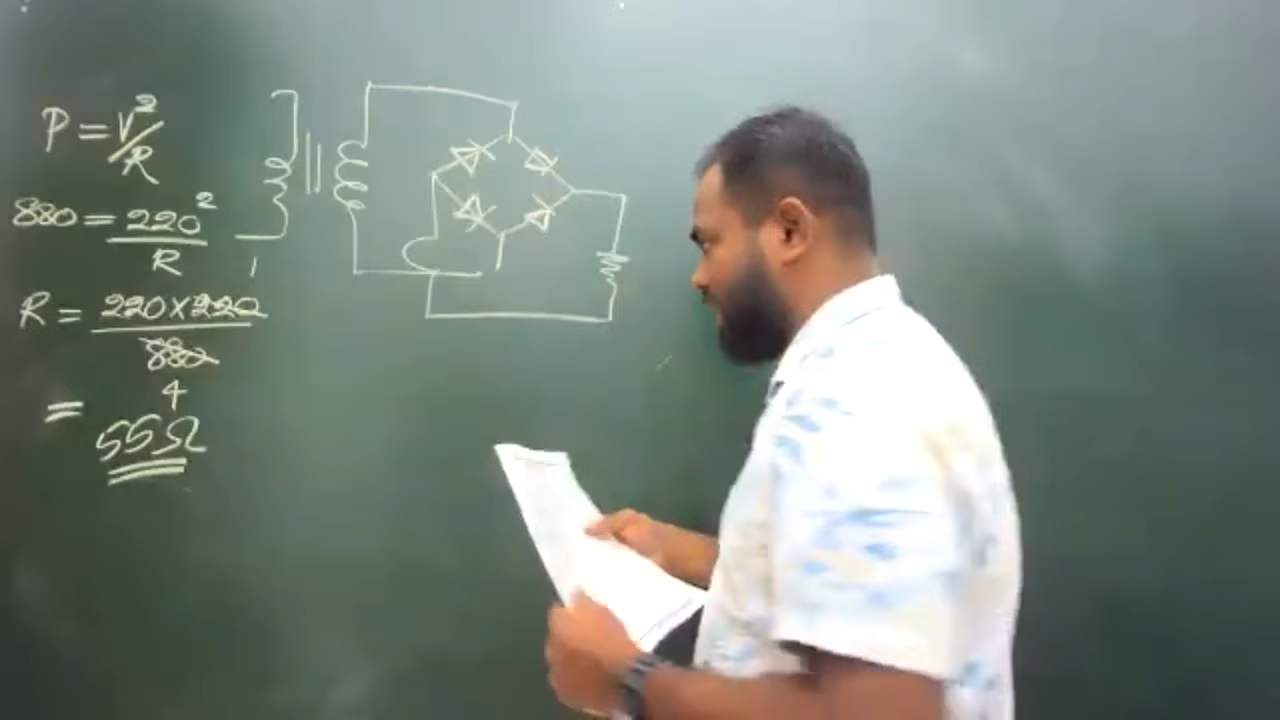 P = V²/R
880 = 220²
R
R = 220×220
880
4
= 55Ω